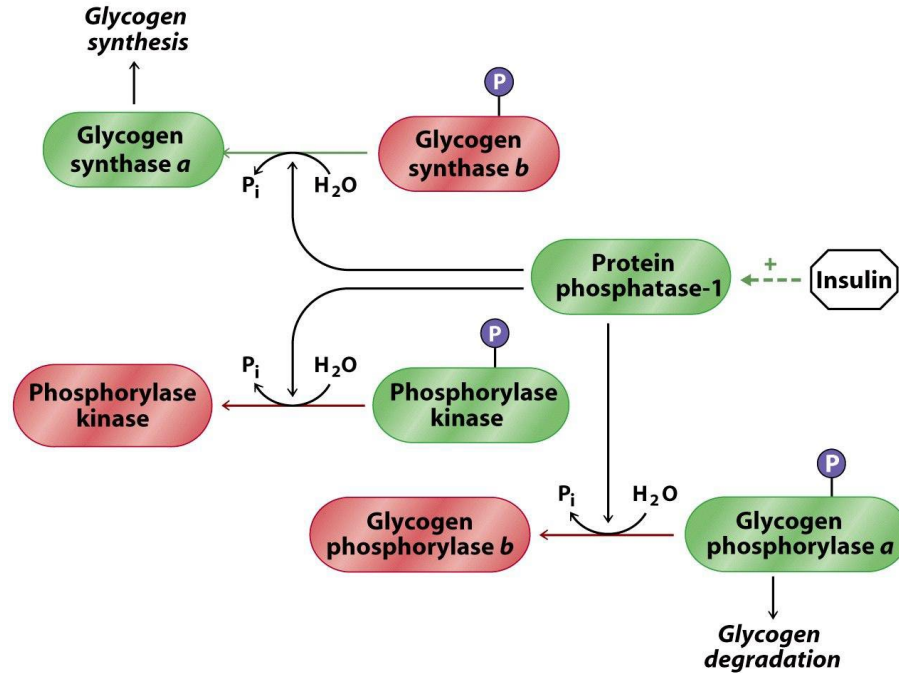 Glycogen
synthesis
P
Glycogen
synthase a
Glycogen
synthase b
Pi
H2O
Protein
phosphatase-1
+
Insulin
P
Pi
H2O
Phosphorylase
kinase
Phosphorylase
kinase
P
Pi
H2O
Glycogen
phosphorylase b
Glycogen
phosphorylase a
Glycogen
degradation